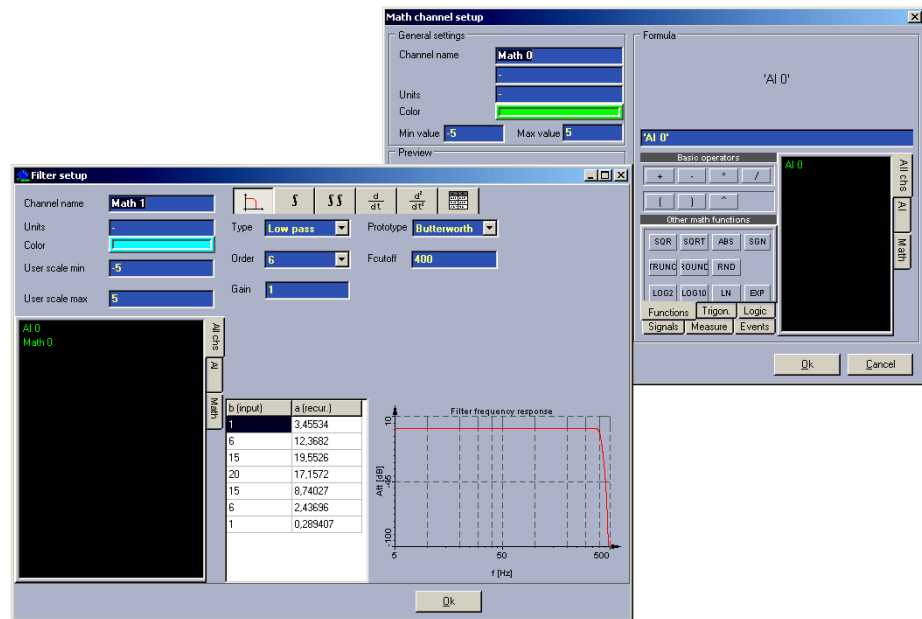 Math channel setup
General settings
Channel name Math 0
-
Units -
Color
Min value -5 Max value 5
Preview
Formula
'AI 0'
'AI 0'
Basic operators
+ - * /
( ) ^
Other math functions
SQR SQRT ABS SGN
TRUNC ROUND RND
LOG2 LOG10 LN EXP
Functions Trigon. Logic
Signals Measure Events
AI 0
All chs
AI
Math
Ok Cancel
Filter setup
Channel name Math 1
Units -
Color
User scale min -5
User scale max 5
S SS d/dt d²/dt²
Type Low pass Prototype Butterworth
Order 6 Fcutoff 400
Gain 1
AI 0
Math 0
All chs
AI
Math
b (input) a (recur.)
1 3,45534
6 12,3682
15 19,5526
20 17,1572
15 8,74027
6 2,43696
1 0,289407
Filter frequency response
Att [dB]
10
-45
-100
5 50 500
f [Hz]
Ok